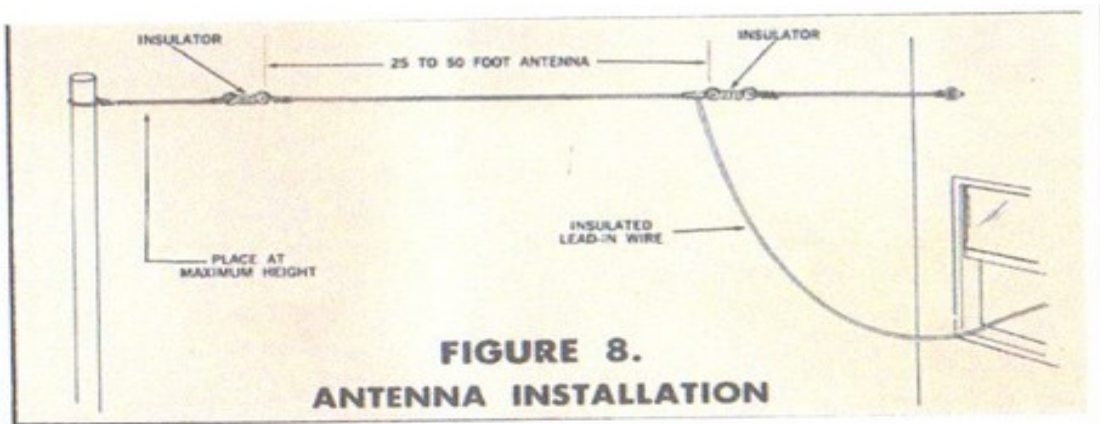 INSULATOR
INSULATOR
25 TO 50 FOOT ANTENNA
INSULATED
LEAD-IN WIRE
PLACE AT
MAXIMUM HEIGHT
FIGURE 8.
ANTENNA INSTALLATION